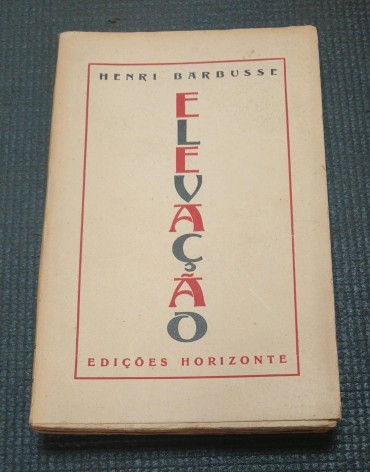 HENRI BARBUSSE
ELEVAÇÃO
EDIÇÕES HORIZONTE